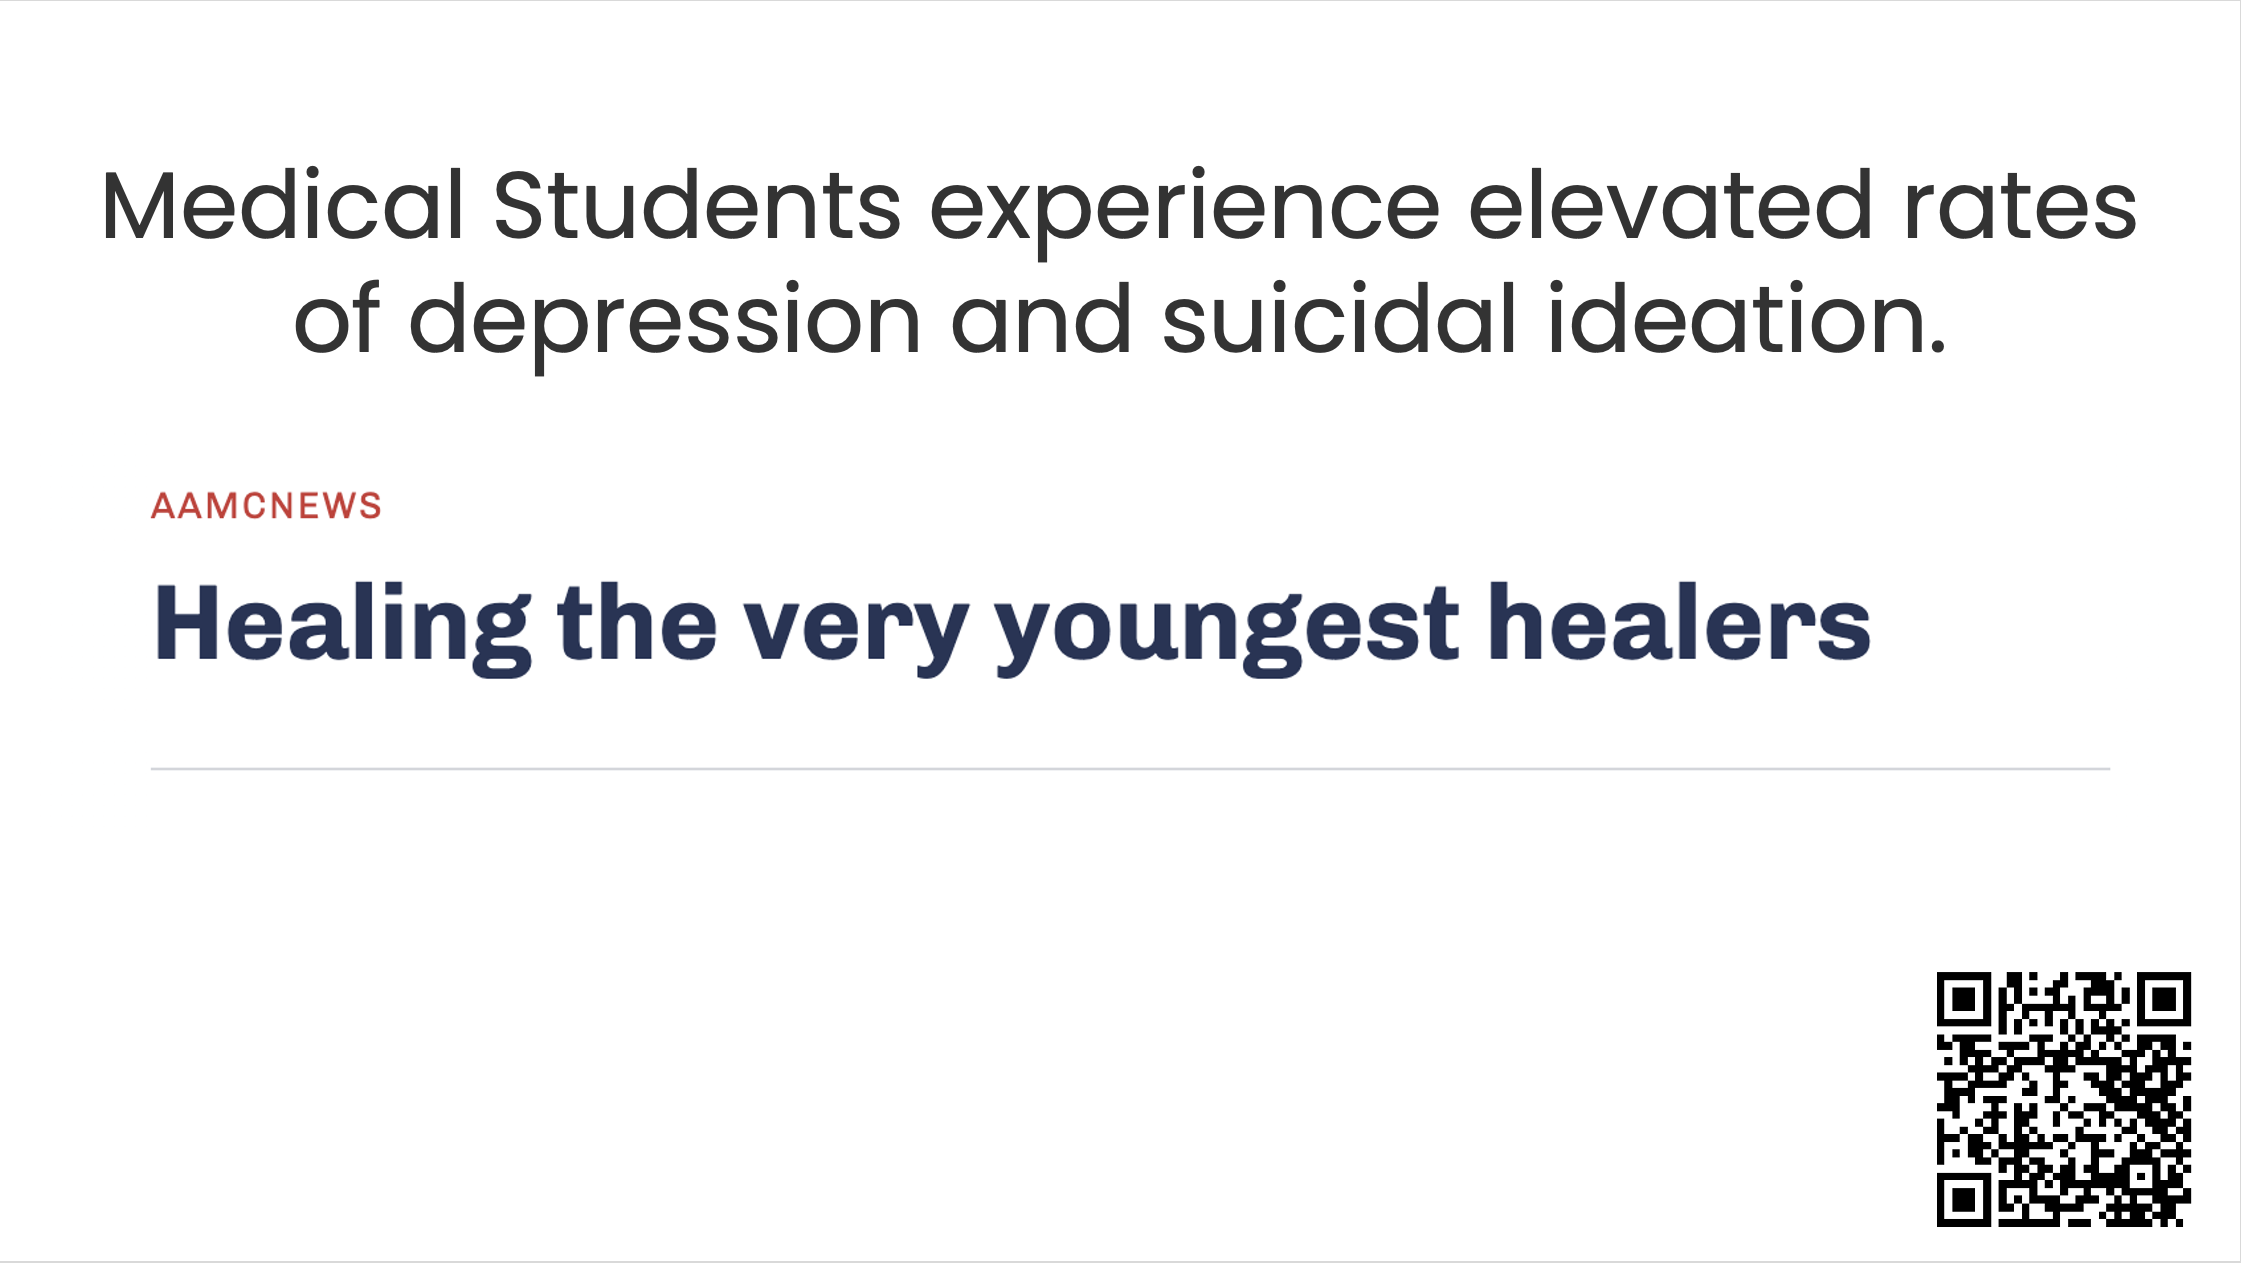 Medical Students experience elevated rates
of depression and suicidal ideation.
AAMCNEWS
Healing the very youngest healers